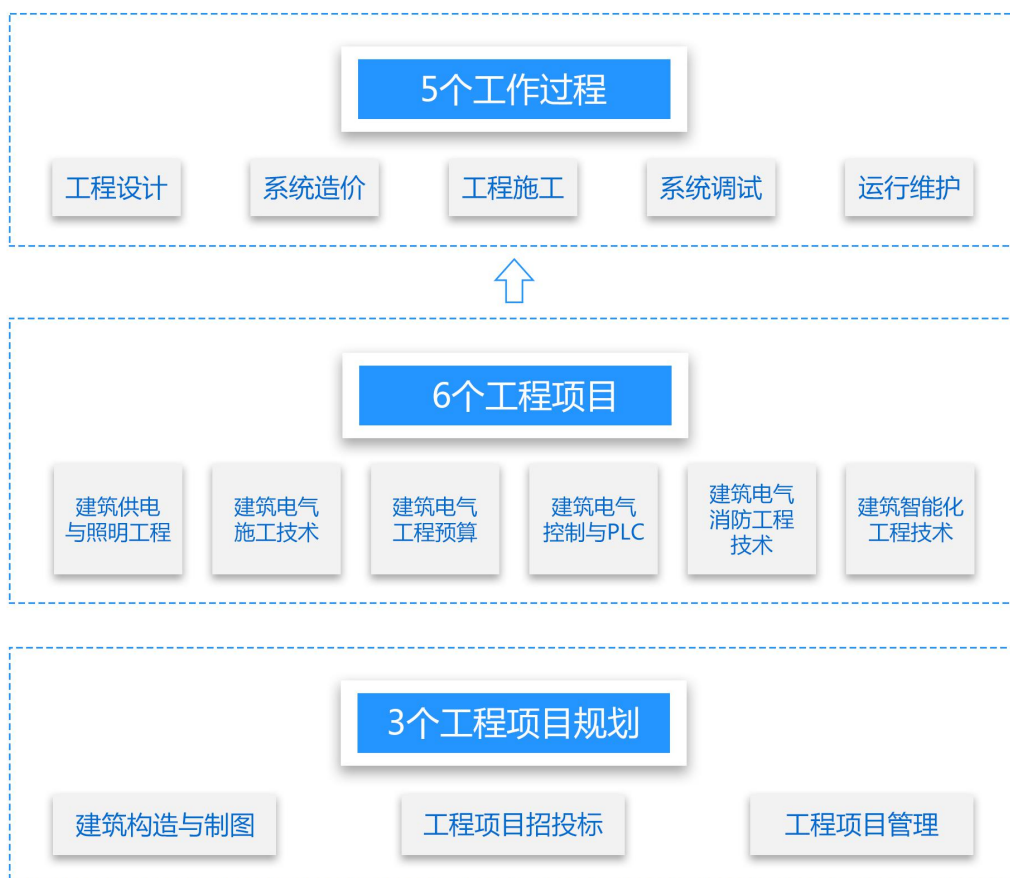 5个工作过程
工程设计
系统造价
工程施工
系统调试
运行维护
6个工程项目
建筑供电
与照明工程
建筑电气
施工技术
建筑电气
工程预算
建筑电气
控制与PLC
建筑电气
消防工程
技术
建筑智能化
工程技术
3个工程项目规划
建筑构造与制图
工程项目招投标
工程项目管理